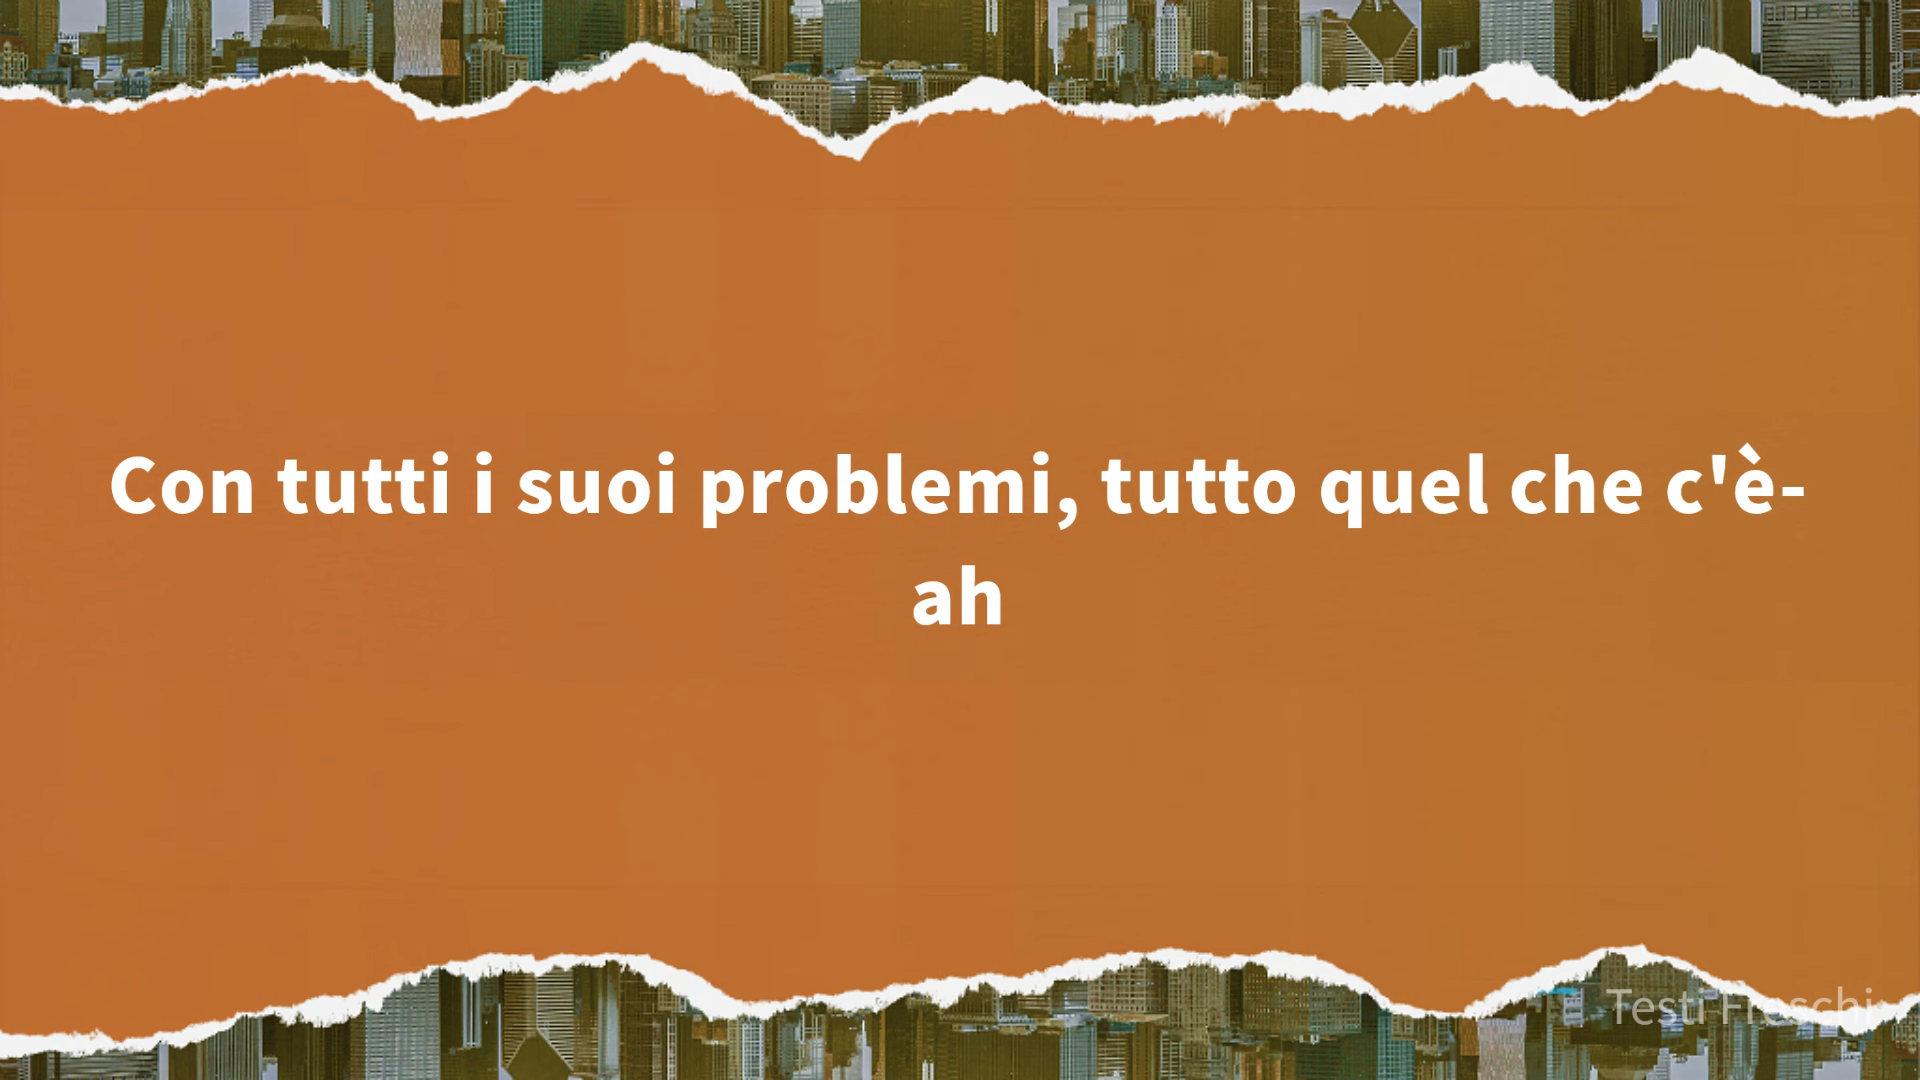 Con tutti i suoi problemi, tutto quel che c'è-
ah
Testi Freschi